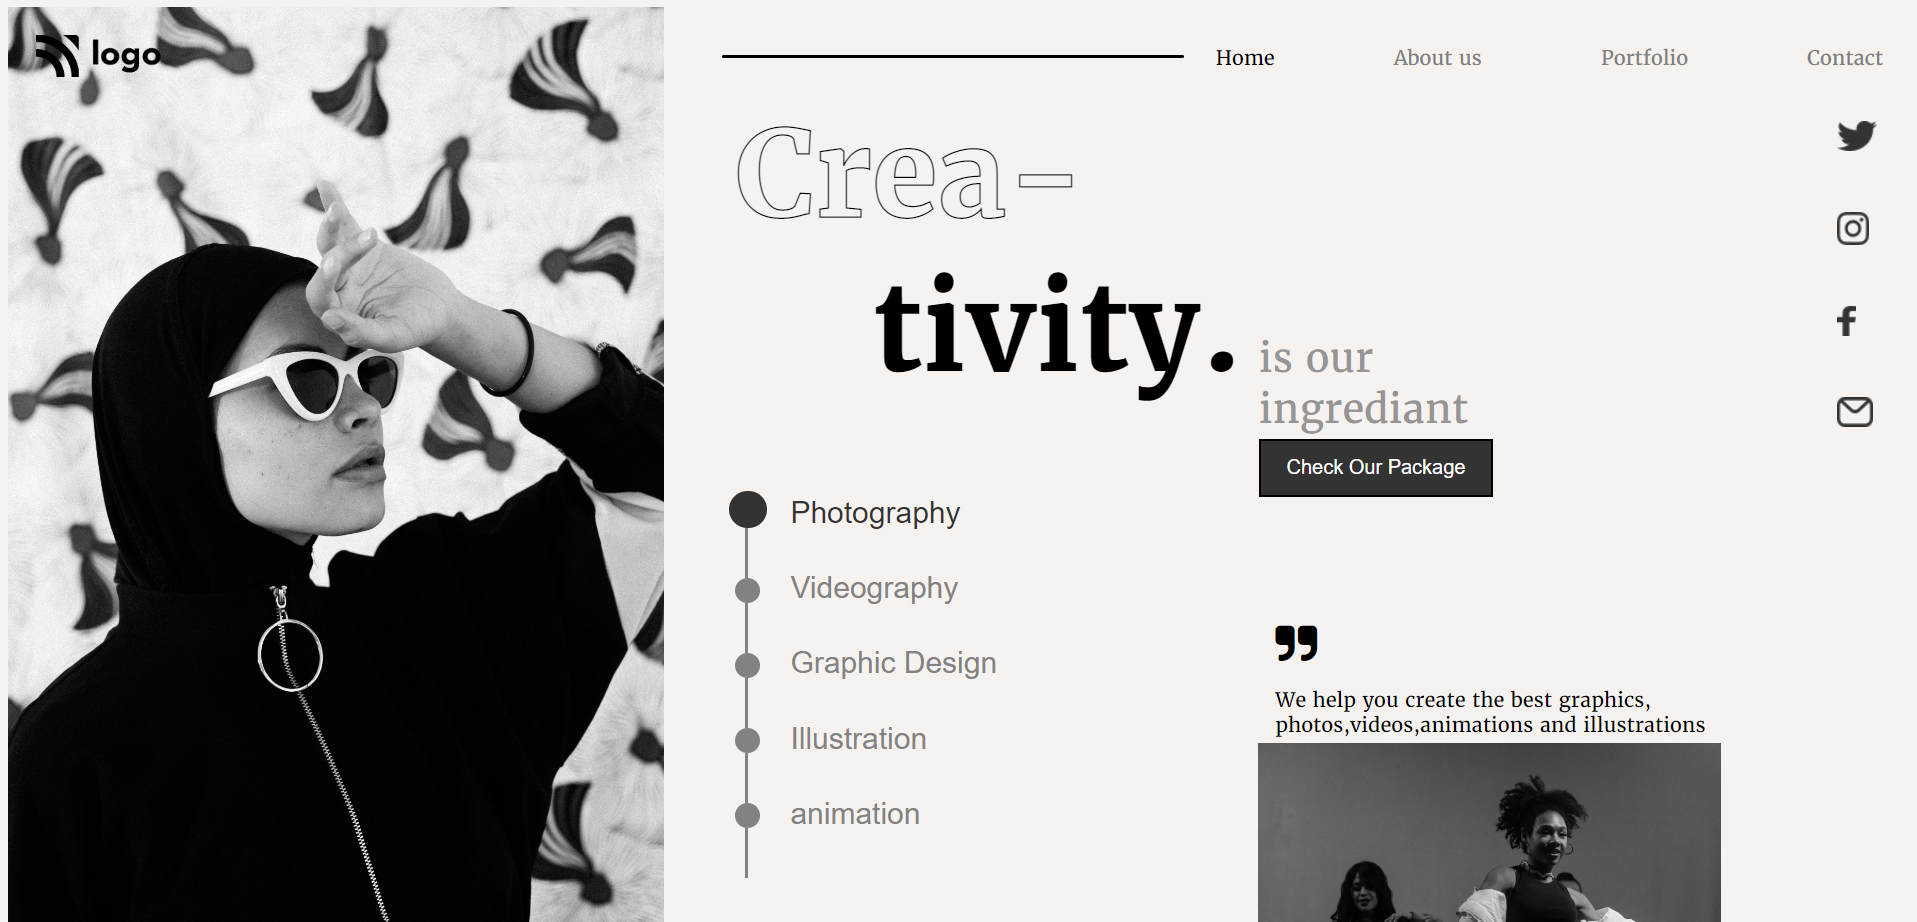 logo
Home About us Portfolio Contact
Crea-
tivity.
is our
ingrediant
Check Our Package
Photography
Videography
Graphic Design
Illustration
animation
We help you create the best graphics,
photos,videos,animations and illustrations